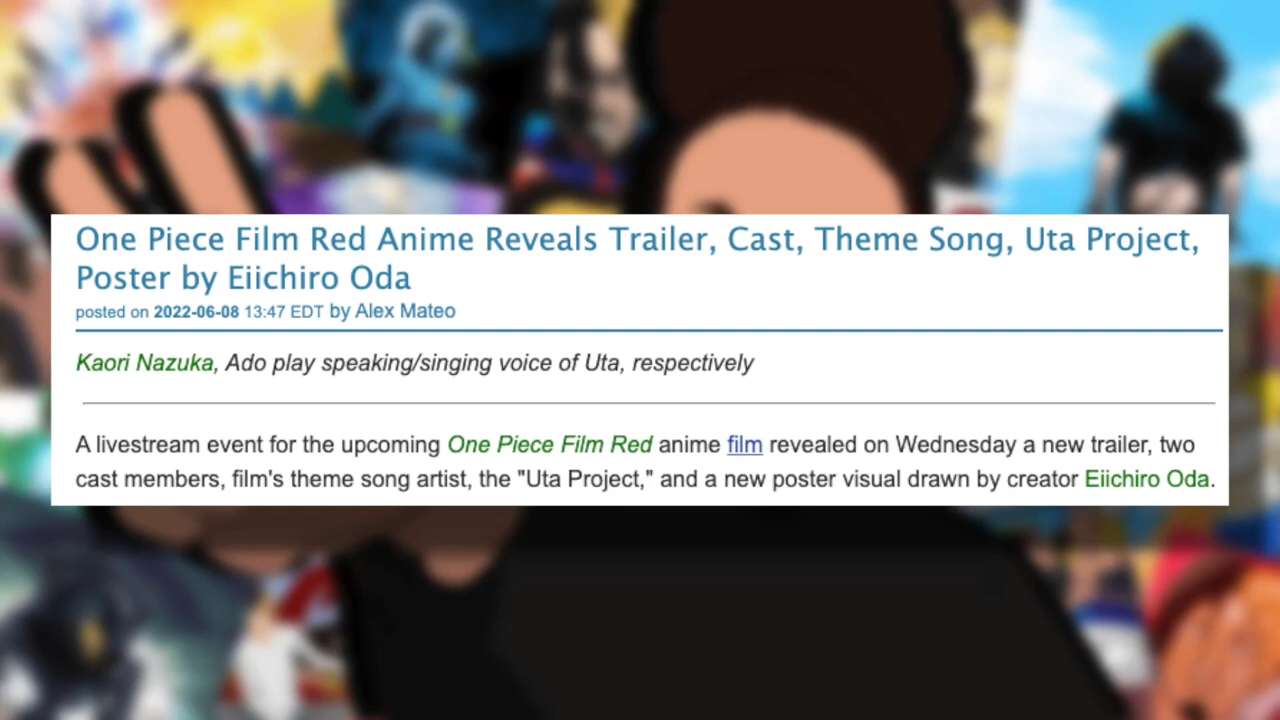 One Piece Film Red Anime Reveals Trailer, Cast, Theme Song, Uta Project,
Poster by Eiichiro Oda
posted on 2022-06-08 13:47 EDT by Alex Mateo
Kaori Nazuka, Ado play speaking/singing voice of Uta, respectively
A livestream event for the upcoming One Piece Film Red anime film revealed on Wednesday a new trailer, two
cast members, film's theme song artist, the "Uta Project," and a new poster visual drawn by creator Eiichiro Oda.